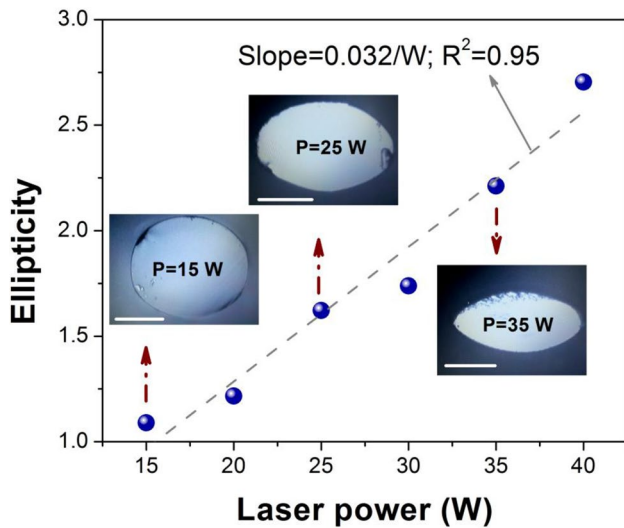 Slope=0.032/W; R²=0.95
3.0
2.5
2.0
1.5
1.0
Ellipticity
P=25 W
P=15 W
P=35 W
15 20 25 30 35 40
Laser power (W)